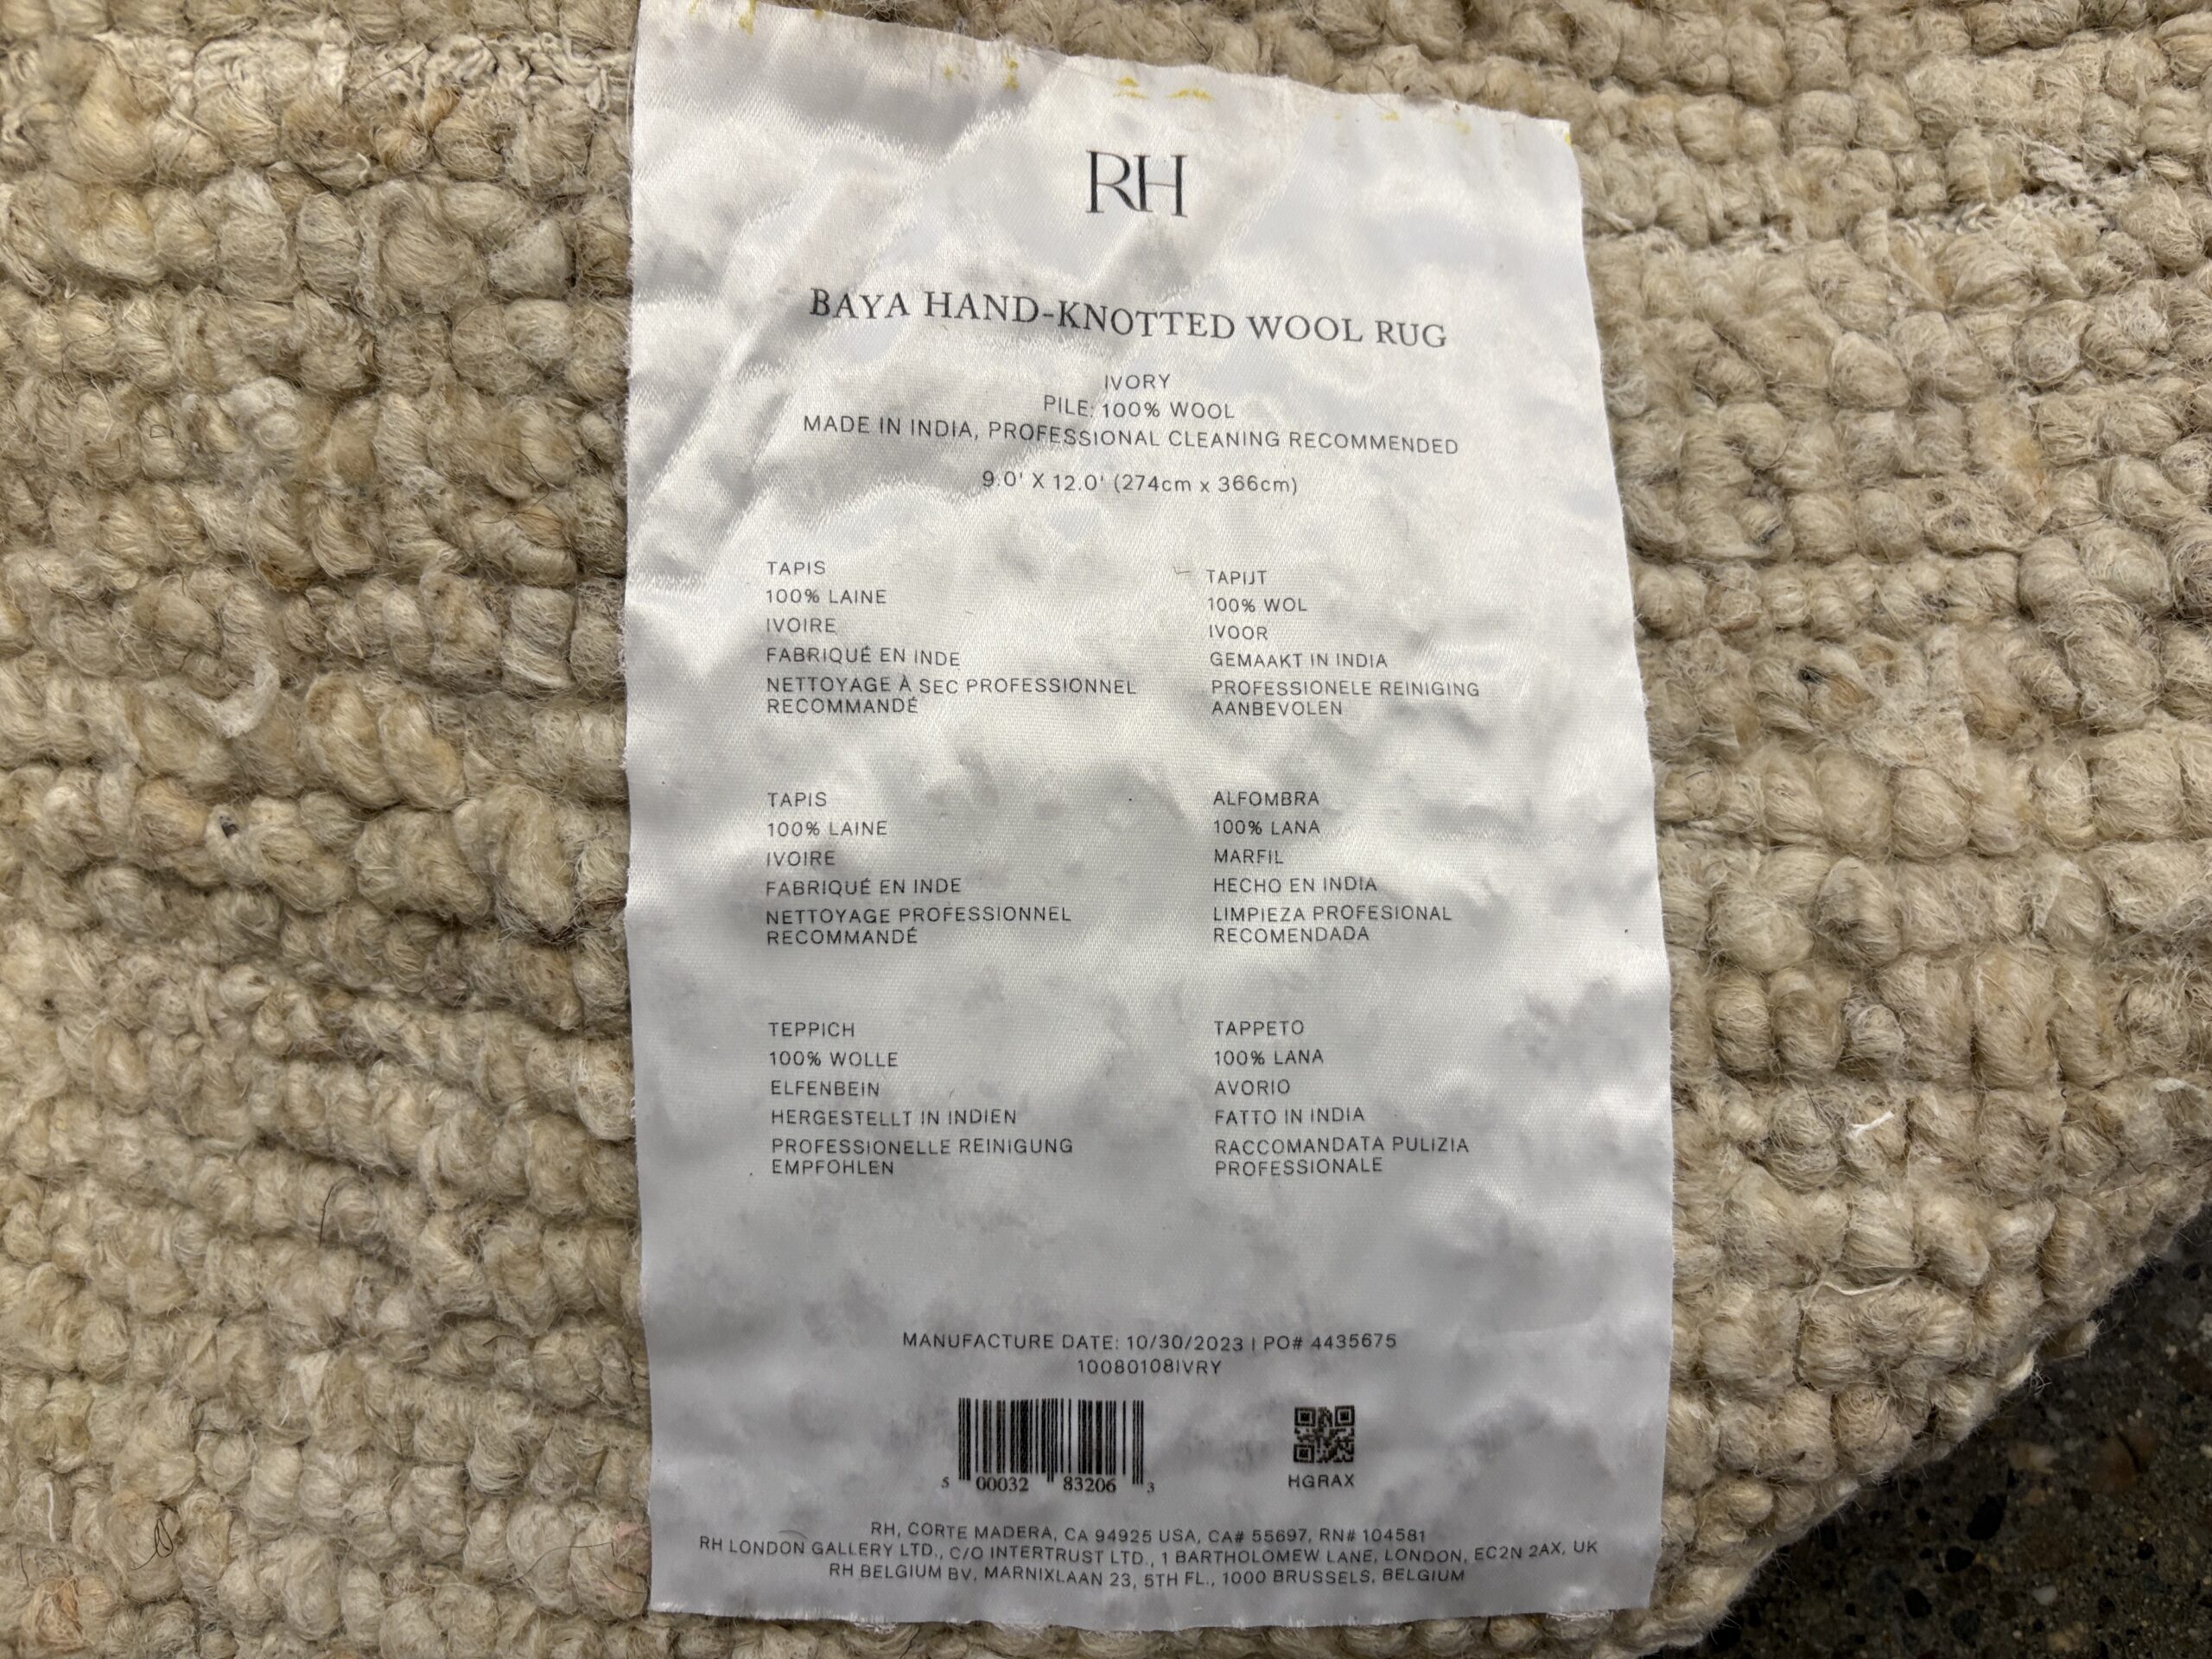 RH
BAYA HAND-KNOTTED WOOL RUG
IVORY
PILE: 100% WOOL
MADE IN INDIA, PROFESSIONAL CLEANING RECOMMENDED
9.0' X 12.0' (274cm x 366cm)
TAPIS
100% LAINE
IVOIRE
FABRIQUÉ EN INDE
NETTOYAGE À SEC PROFESSIONNEL
RECOMMANDÉ
TAPIJT
100% WOL
IVOOR
GEMAAKT IN INDIA
PROFESSIONELE REINIGING
AANBEVOLEN
TAPIS
100% LAINE
IVOIRE
FABRIQUÉ EN INDE
NETTOYAGE PROFESSIONNEL
RECOMMANDÉ
ALFOMBRA
100% LANA
MARFIL
HECHO EN INDIA
LIMPIEZA PROFESIONAL
RECOMENDADA
TEPPICH
100% WOLLE
ELFENBEIN
HERGESTELLT IN INDIEN
PROFESSIONELLE REINIGUNG
EMPFOHLEN
TAPPETO
100% LANA
AVORIO
FATTO IN INDIA
RACCOMANDATA PULIZIA
PROFESSIONALE
MANUFACTURE DATE: 10/30/2023 | PO# 4435675
10080108IVRY
5 00032 83206 3
HGRAX
RH, CORTE MADERA, CA 94925 USA, CA# 55697, RN# 104581
RH LONDON GALLERY LTD., C/O INTERTRUST LTD., 1 BARTHOLOMEW LANE, LONDON, EC2N 2AX, UK
RH BELGIUM BV, MARNIXLAAN 23, 5TH FL., 1000 BRUSSELS, BELGIUM